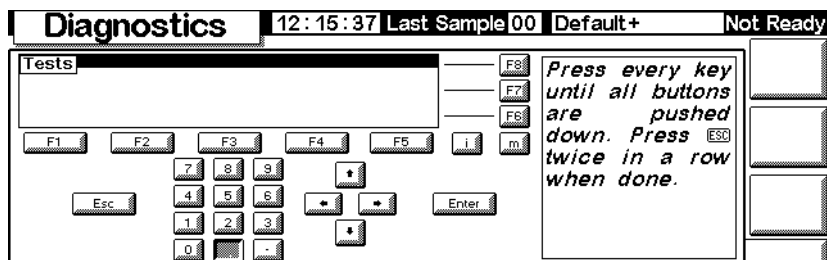 Diagnostics 12:15:37 Last Sample 00 Default+ Not Ready
Tests
F8
F7
F6
F1 F2 F3 F4 F5 i m
7 8 9
Esc 4 5 6 Enter
1 2 3
0 -
Press every key
until all buttons
are pushed
down. Press ESC
twice in a row
when done.